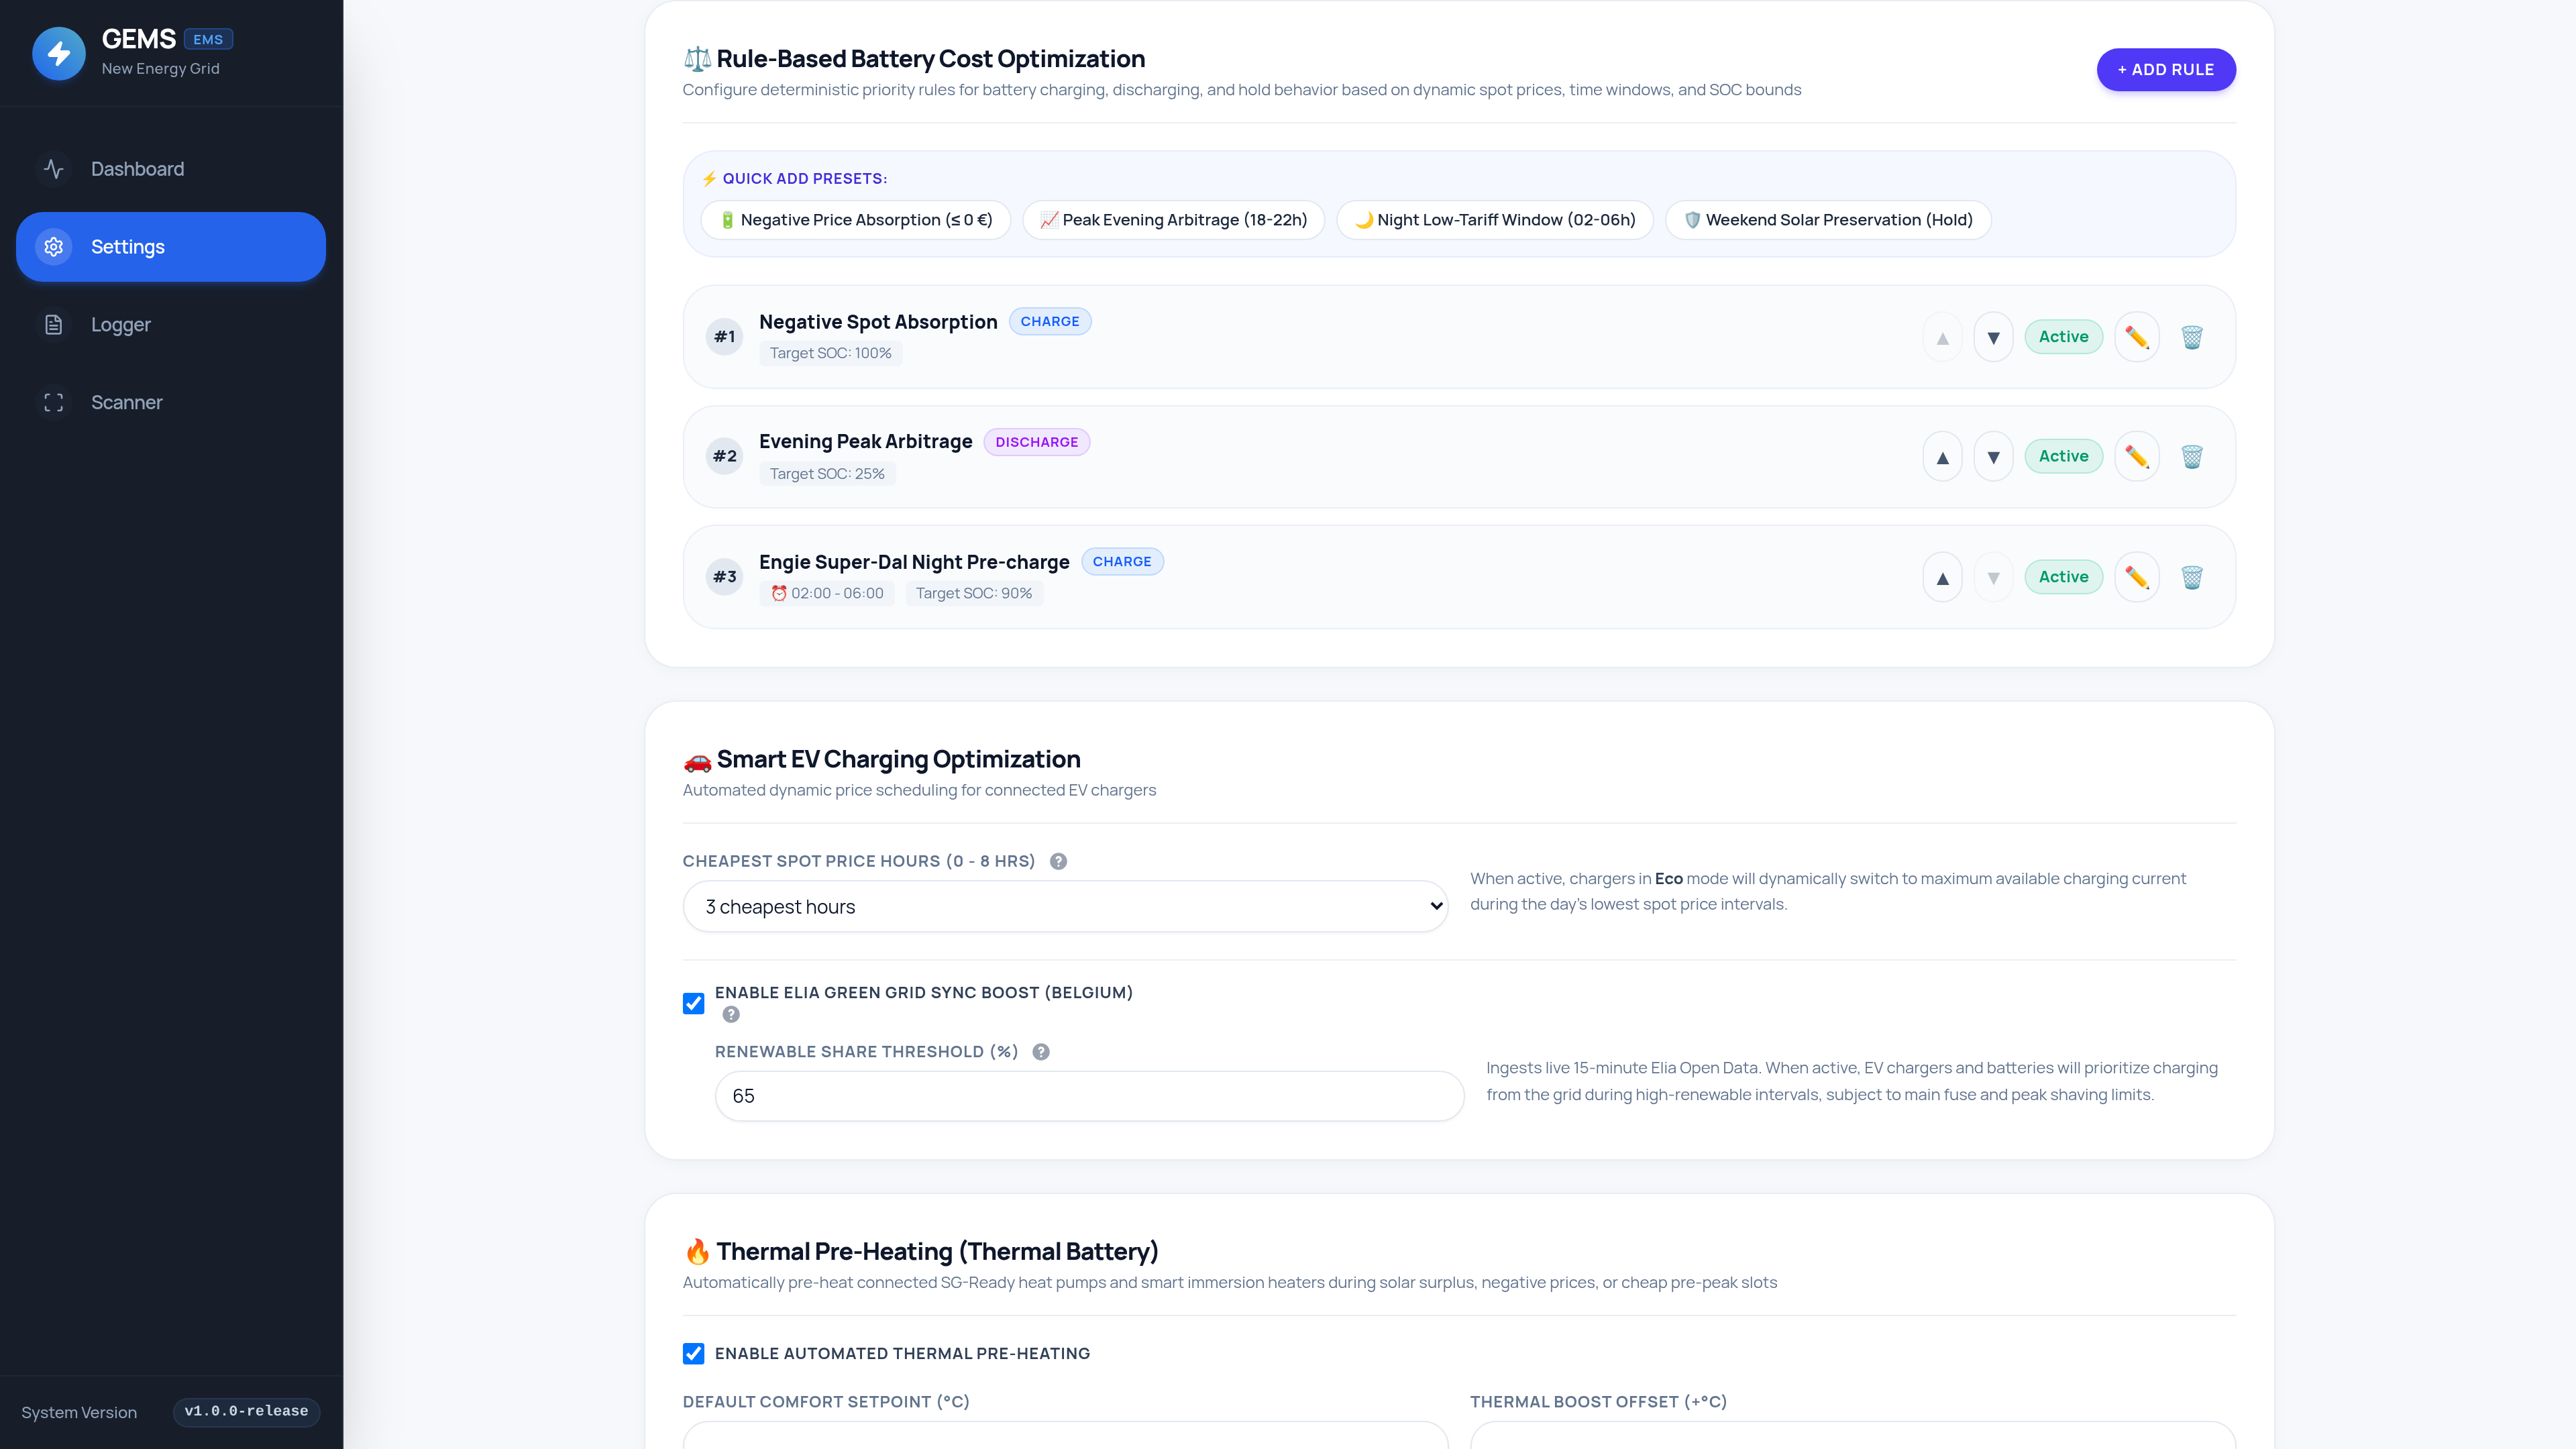 GEMS EMS
New Energy Grid
Dashboard
Settings
Logger
Scanner
System Version v1.0.0-release
⚖️ Rule-Based Battery Cost Optimization
Configure deterministic priority rules for battery charging, discharging, and hold behavior based on dynamic spot prices, time windows, and SOC bounds
+ ADD RULE
⚡ QUICK ADD PRESETS:
🔋 Negative Price Absorption (≤ 0 €) 📈 Peak Evening Arbitrage (18-22h) 🌙 Night Low-Tariff Window (02-06h) 🛡️ Weekend Solar Preservation (Hold)
#1 Negative Spot Absorption CHARGE
Target SOC: 100%
▲ ▼ Active ✏️ 🗑️
#2 Evening Peak Arbitrage DISCHARGE
Target SOC: 25%
▲ ▼ Active ✏️ 🗑️
#3 Engie Super-Dal Night Pre-charge CHARGE
⏰ 02:00 - 06:00 Target SOC: 90%
▲ ▼ Active ✏️ 🗑️
🚗 Smart EV Charging Optimization
Automated dynamic price scheduling for connected EV chargers
CHEAPEST SPOT PRICE HOURS (0 - 8 HRS) ?
3 cheapest hours
When active, chargers in Eco mode will dynamically switch to maximum available charging current
during the day's lowest spot price intervals.
ENABLE ELIA GREEN GRID SYNC BOOST (BELGIUM)
?
RENEWABLE SHARE THRESHOLD (%) ?
65
Ingests live 15-minute Elia Open Data. When active, EV chargers and batteries will prioritize charging
from the grid during high-renewable intervals, subject to main fuse and peak shaving limits.
🔥 Thermal Pre-Heating (Thermal Battery)
Automatically pre-heat connected SG-Ready heat pumps and smart immersion heaters during solar surplus, negative prices, or cheap pre-peak slots
ENABLE AUTOMATED THERMAL PRE-HEATING
DEFAULT COMFORT SETPOINT (°C)
THERMAL BOOST OFFSET (+°C)